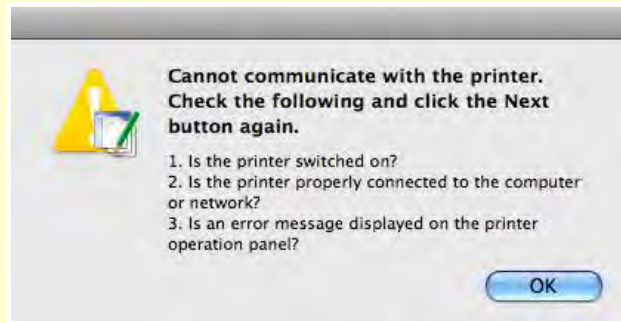 Cannot communicate with the printer.
Check the following and click the Next
button again.
1. Is the printer switched on?
2. Is the printer properly connected to the computer
or network?
3. Is an error message displayed on the printer
operation panel?
OK